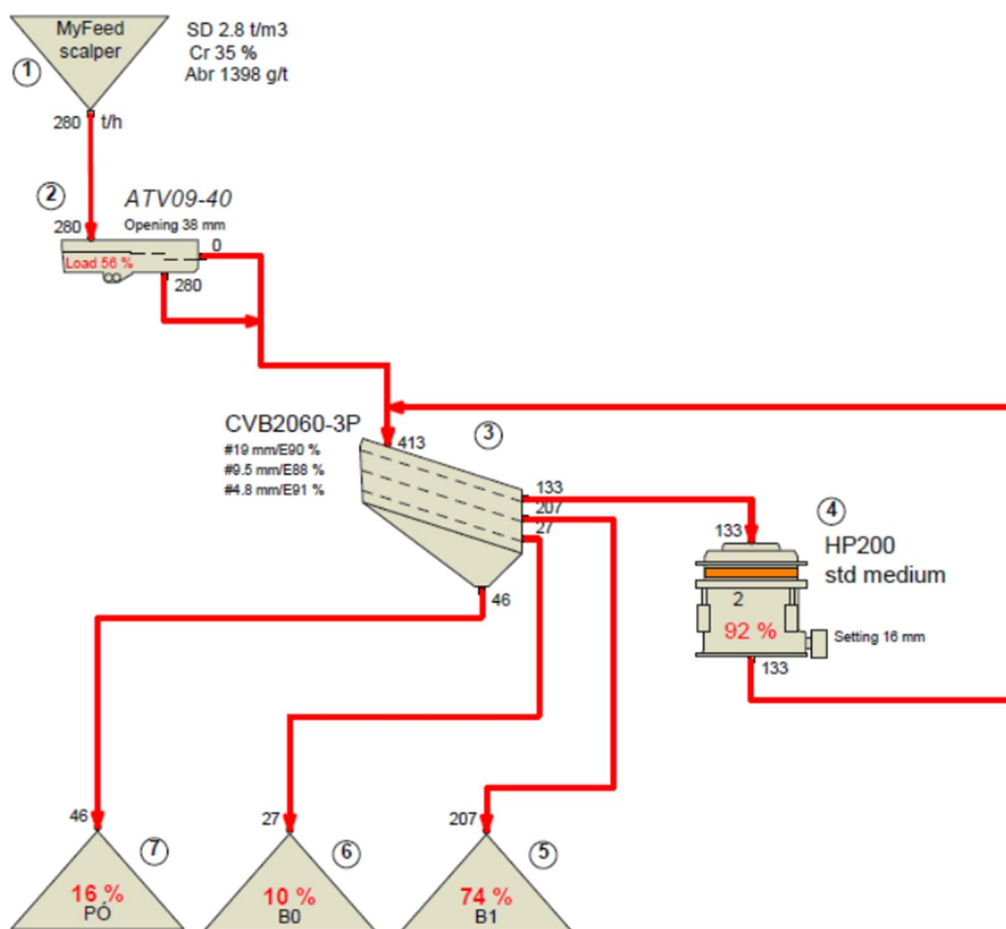 MyFeed
scalper
SD 2.8 t/m3
Cr 35 %
Abr 1398 g/t
1
280 t/h
2
ATV09-40
Opening 38 mm
280
0
Load 56 %
280
CVB2060-3P
#19 mm/E90 %
#9.5 mm/E88 %
#4.8 mm/E91 %
413
3
133
207
27
46
4
133
HP200
std medium
2
92 %
Setting 16 mm
133
46
7
16 %
PÓ
27
6
10 %
B0
207
5
74 %
B1